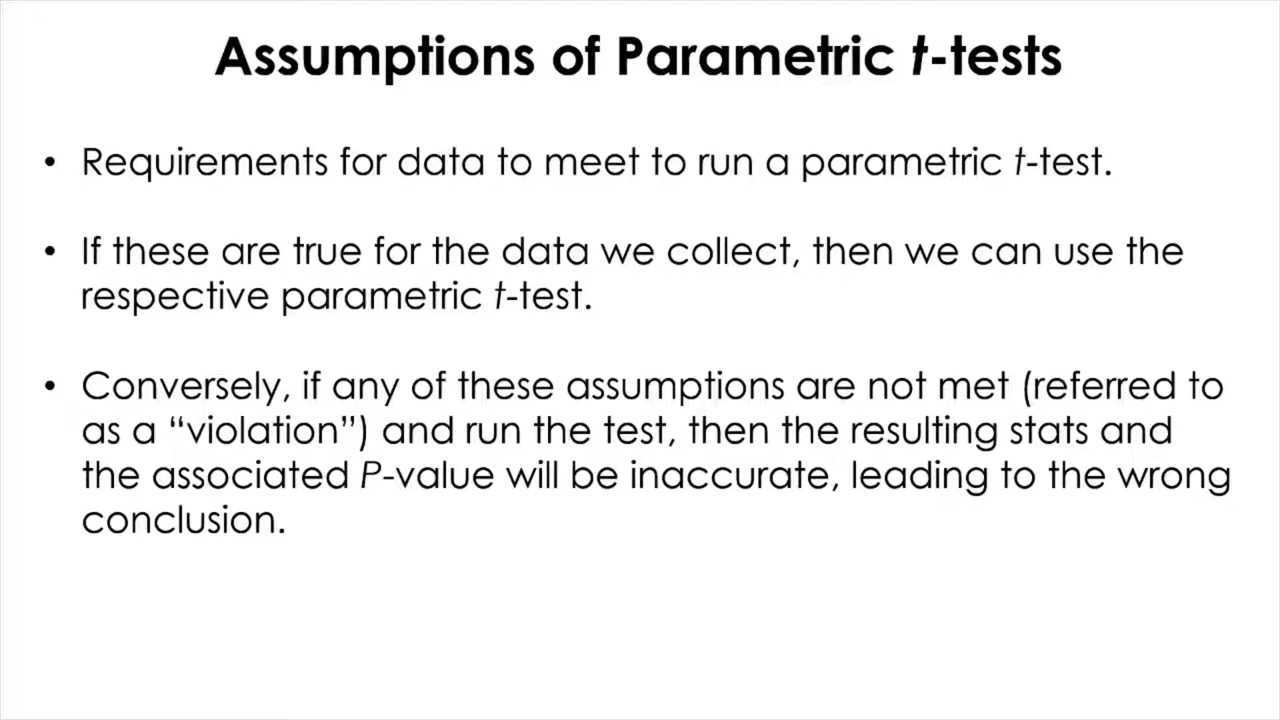 Assumptions of Parametric t-tests
• Requirements for data to meet to run a parametric t-test.
• If these are true for the data we collect, then we can use the
respective parametric t-test.
• Conversely, if any of these assumptions are not met (referred to
as a “violation”) and run the test, then the resulting stats and
the associated P-value will be inaccurate, leading to the wrong
conclusion.